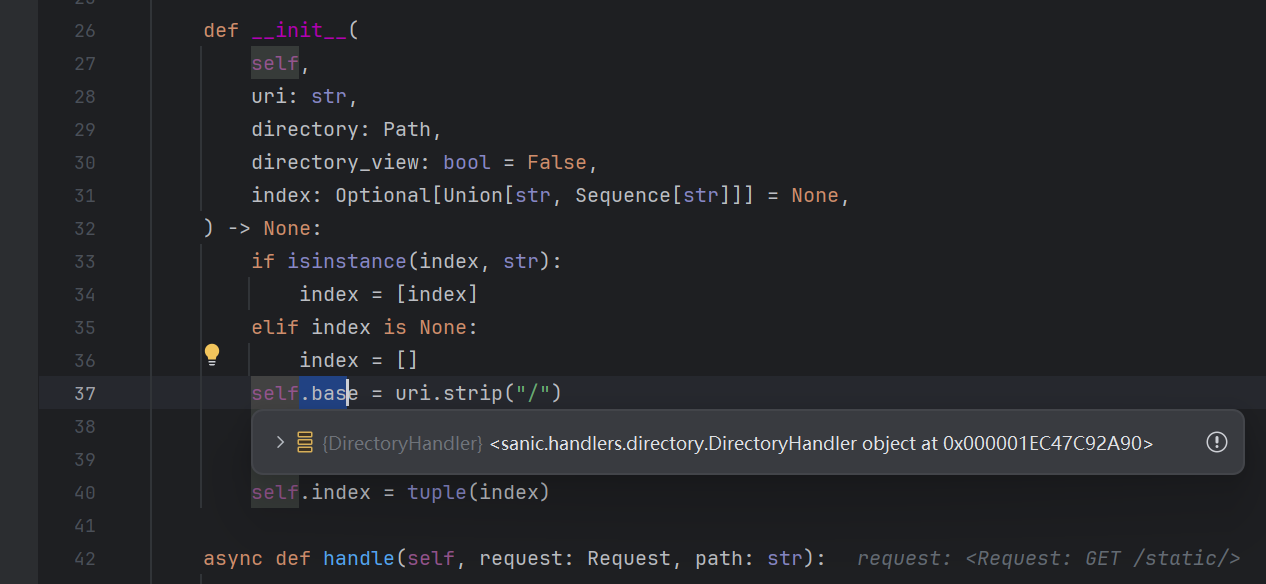 26 def __init__(
27 self,
28 uri: str,
29 directory: Path,
30 directory_view: bool = False,
31 index: Optional[Union[str, Sequence[str]]] = None,
32 ) -> None:
33 if isinstance(index, str):
34 index = [index]
35 elif index is None:
36 index = []
37 self.base = uri.strip("/")
38
{DirectoryHandler} <sanic.handlers.directory.DirectoryHandler object at 0x000001EC47C92A90>
39
40 self.index = tuple(index)
41
42 async def handle(self, request: Request, path: str): request: <Request: GET /static/>